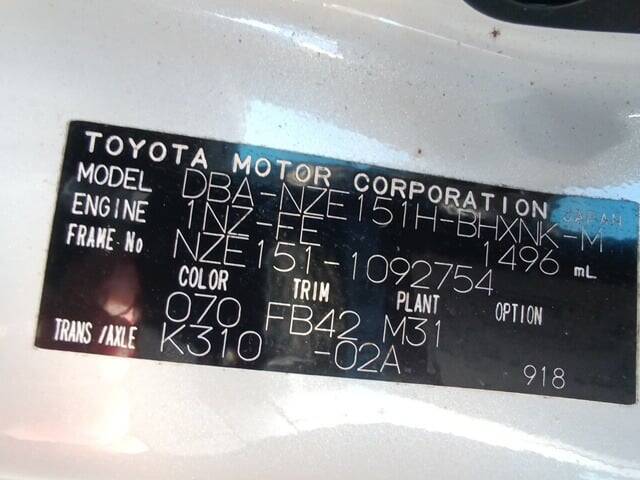 TOYOTA MOTOR CORPORATION JAPAN
MODEL DBA-NZE151H-BHXNK-M
ENGINE 1NZ-FE 1496 mL
FRAME No NZE151-1092754
COLOR TRIM PLANT OPTION
070 FB42 M31
TRANS/AXLE K310 -02A 918